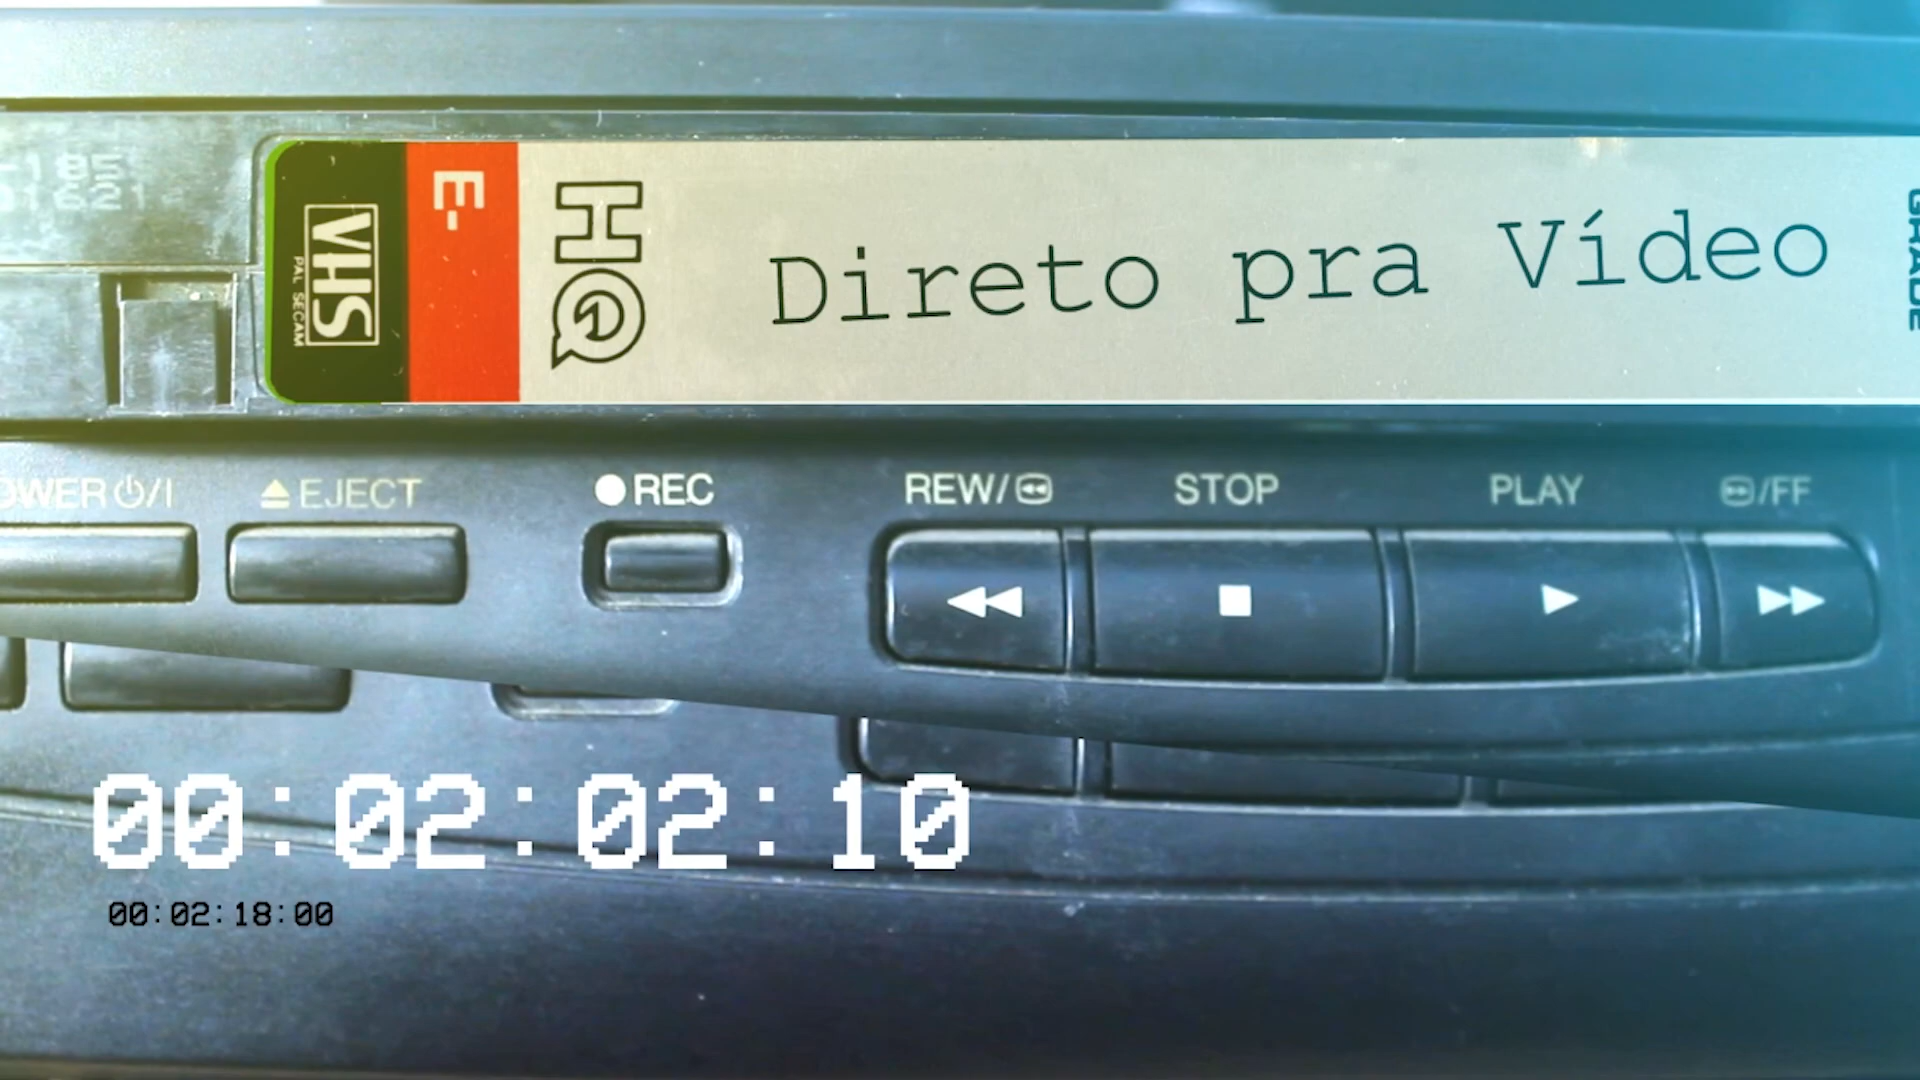 VHS
PAL SECAM
E-
HQ
Direto pra Vídeo
GRADE
EJECT
REC
REW/
STOP
PLAY
/FF
00:02:02:10
00:02:18:00